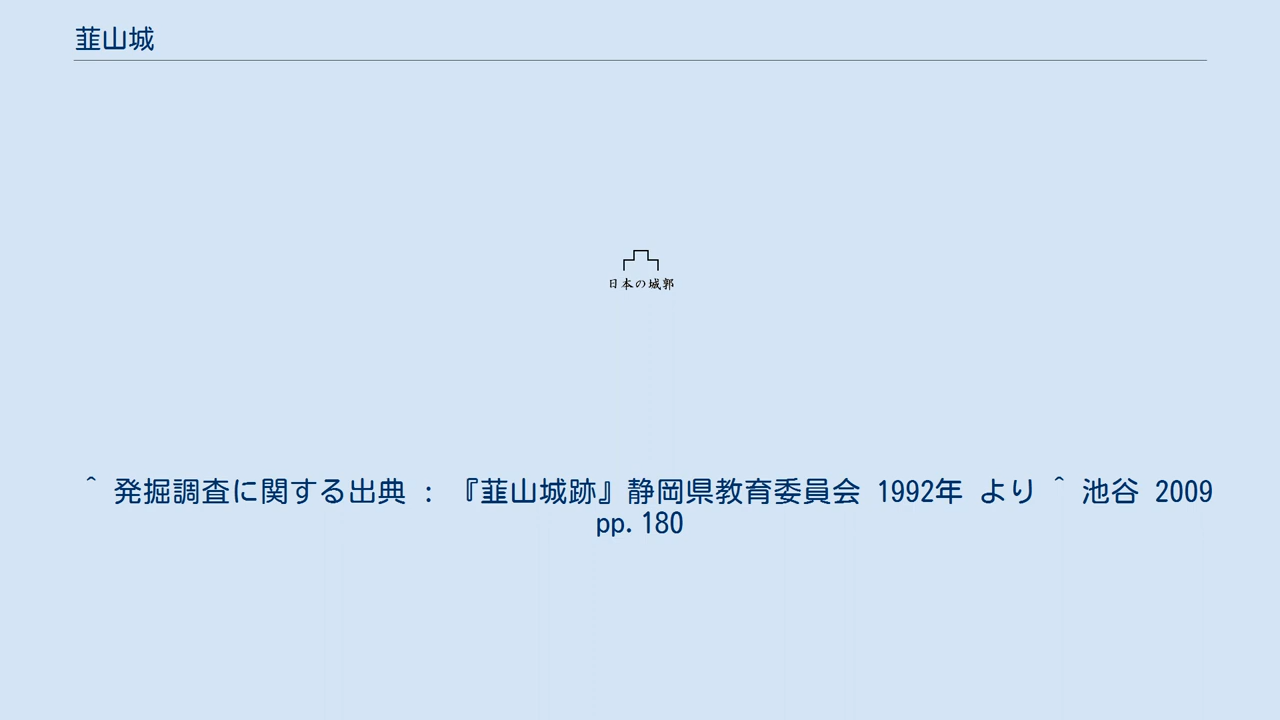 韮山城
日本の城郭
^ 発掘調査に関する出典 : 『韮山城跡』静岡県教育委員会 1992年 より ^ 池谷 2009
pp. 180